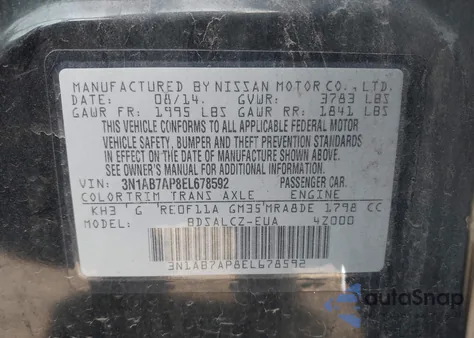 MANUFACTURED BY NISSAN MOTOR CO., LTD.
DATE: 08/14. GVWR: 3783 LBS
GAWR FR: 1995 LBS GAWR RR: 1841 LBS
THIS VEHICLE CONFORMS TO ALL APPLICABLE FEDERAL MOTOR
VEHICLE SAFETY, BUMPER AND THEFT PREVENTION STANDARDS
IN EFFECT ON THE DATE OF MANUFACTURE SHOWN ABOVE.
SEE OWNER'S MANUAL FOR ADDITIONAL INFORMATION.
VIN: 3N1AB7AP8EL678592 PASSENGER CAR.
COLOR TRIM TRANS AXLE ENGINE
KH3 G RE0F11A GM35 MRA8DE 1798 CC
MODEL: BDSALCZ-EUA 4Z000
3N1AB7AP8EL678592
autoSnap